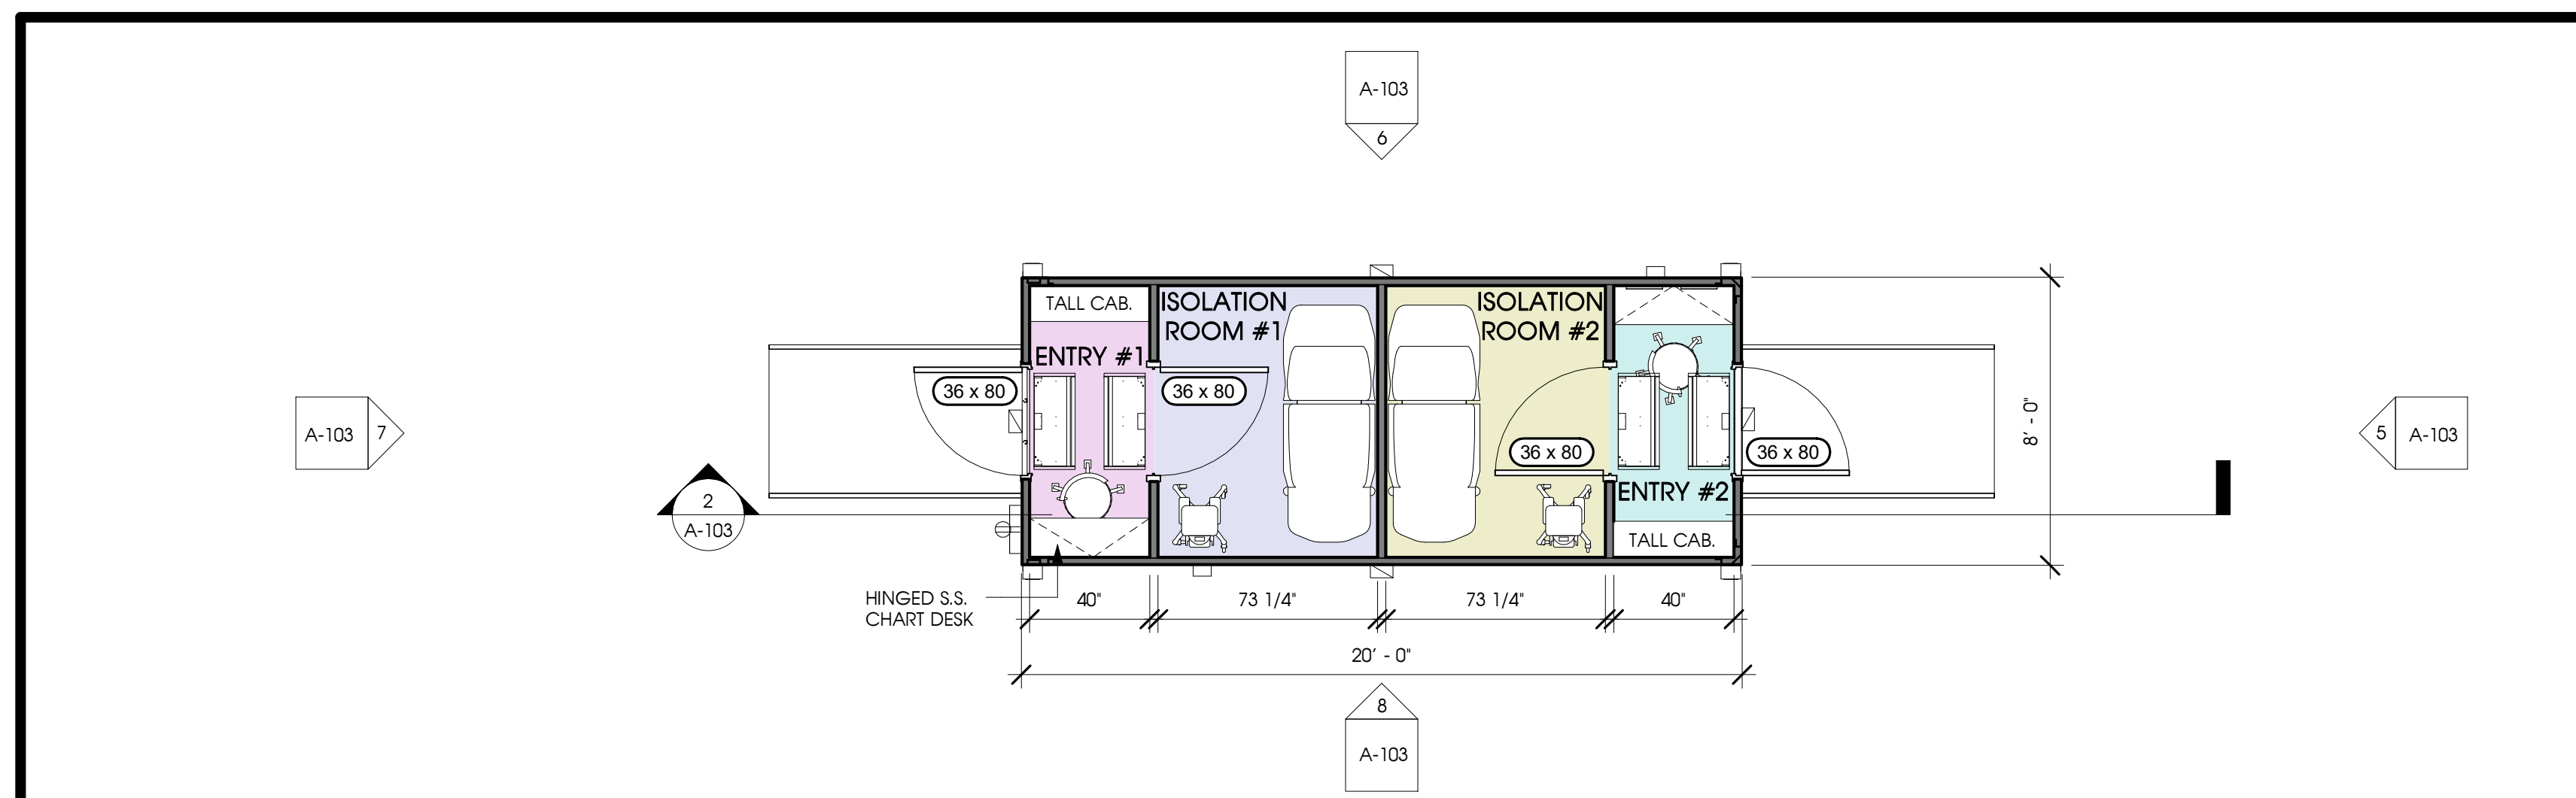 A-103
6
TALL CAB.
ISOLATION
ROOM #1
ISOLATION
ROOM #2
ENTRY #1
36 x 80
36 x 80
A-103
7
36 x 80
36 x 80
5
A-103
8' - 0"
ENTRY #2
2
A-103
TALL CAB.
HINGED S.S.
CHART DESK
40"
73 1/4"
73 1/4"
40"
20' - 0"
8
A-103